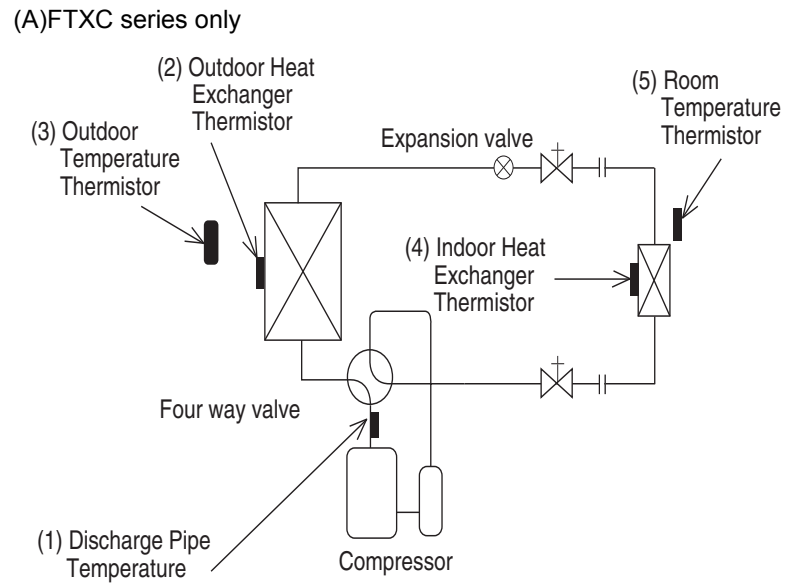 (A)FTXC series only
(2) Outdoor Heat
Exchanger
Thermistor
(3) Outdoor
Temperature
Thermistor
Expansion valve
(5) Room
Temperature
Thermistor
(4) Indoor Heat
Exchanger
Thermistor
Four way valve
(1) Discharge Pipe
Temperature
Compressor